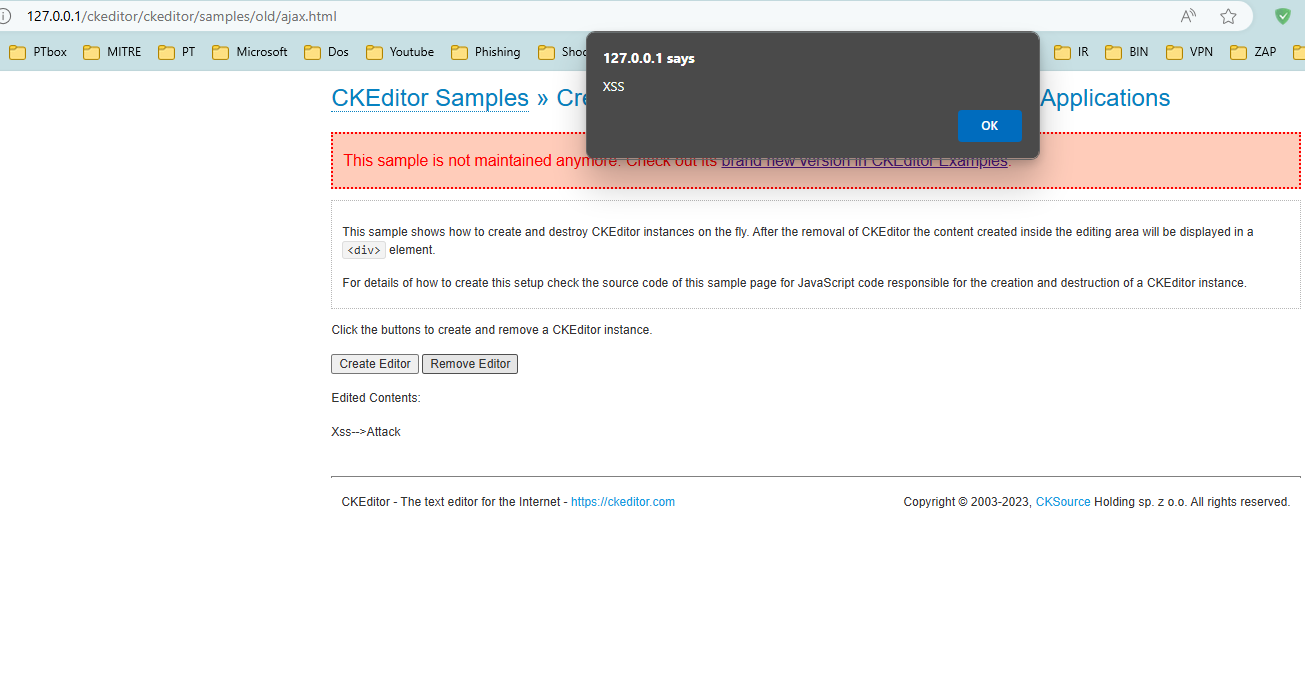 127.0.0.1/ckeditor/ckeditor/samples/old/ajax.html
PTbox MITRE PT Microsoft Dos Youtube Phishing IR BIN VPN ZAP
127.0.0.1 says
XSS
OK
CKEditor Samples » Applications
This sample is not maintained anymore. Check out its brand new version in CKEditor Examples.
This sample shows how to create and destroy CKEditor instances on the fly. After the removal of CKEditor the content created inside the editing area will be displayed in a
<div> element.
For details of how to create this setup check the source code of this sample page for JavaScript code responsible for the creation and destruction of a CKEditor instance.
Click the buttons to create and remove a CKEditor instance.
Create Editor Remove Editor
Edited Contents:
Xss-->Attack
CKEditor - The text editor for the Internet - https://ckeditor.com Copyright © 2003-2023, CKSource Holding sp. z o.o. All rights reserved.